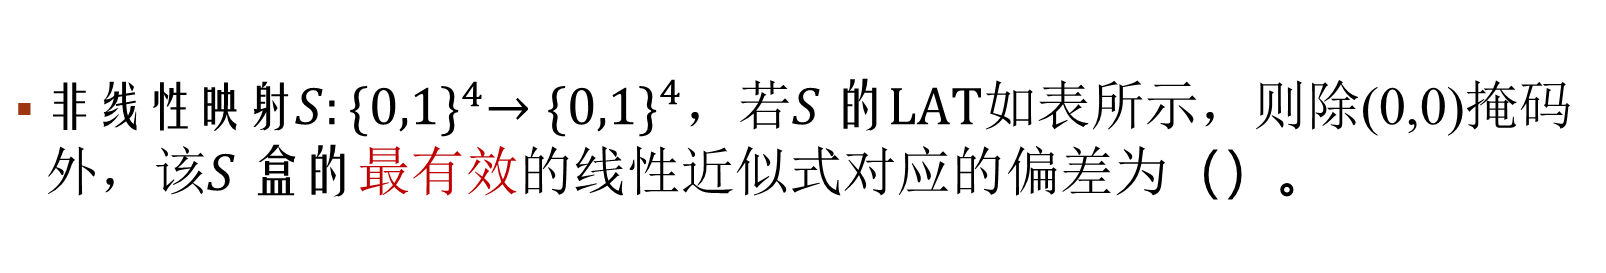 ▪ 非线性映射S: {0,1}⁴→ {0,1}⁴，若S 的LAT如表所示，则除(0,0)掩码
外，该S 盒的最有效的线性近似式对应的偏差为（）。